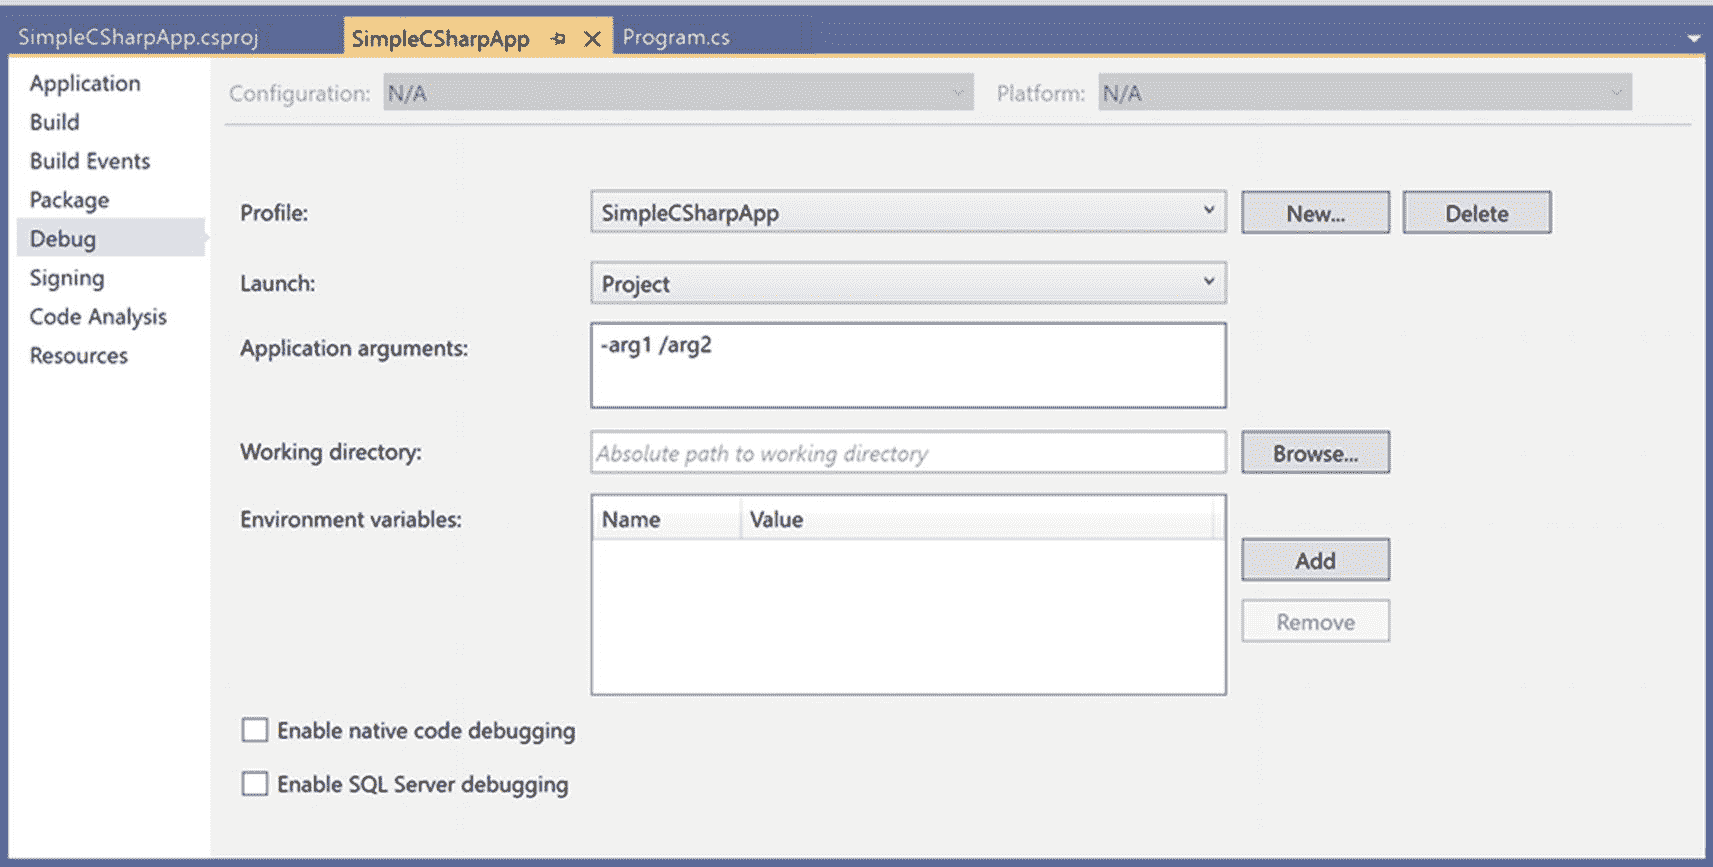 SimpleCSharpApp.csproj SimpleCSharpApp Program.cs
Application
Build
Build Events
Package
Debug
Signing
Code Analysis
Resources
Configuration: N/A Platform: N/A
Profile: SimpleCSharpApp New... Delete
Launch: Project
Application arguments: -arg1 /arg2
Working directory: Absolute path to working directory Browse...
Environment variables: Name Value
Add
Remove
Enable native code debugging
Enable SQL Server debugging